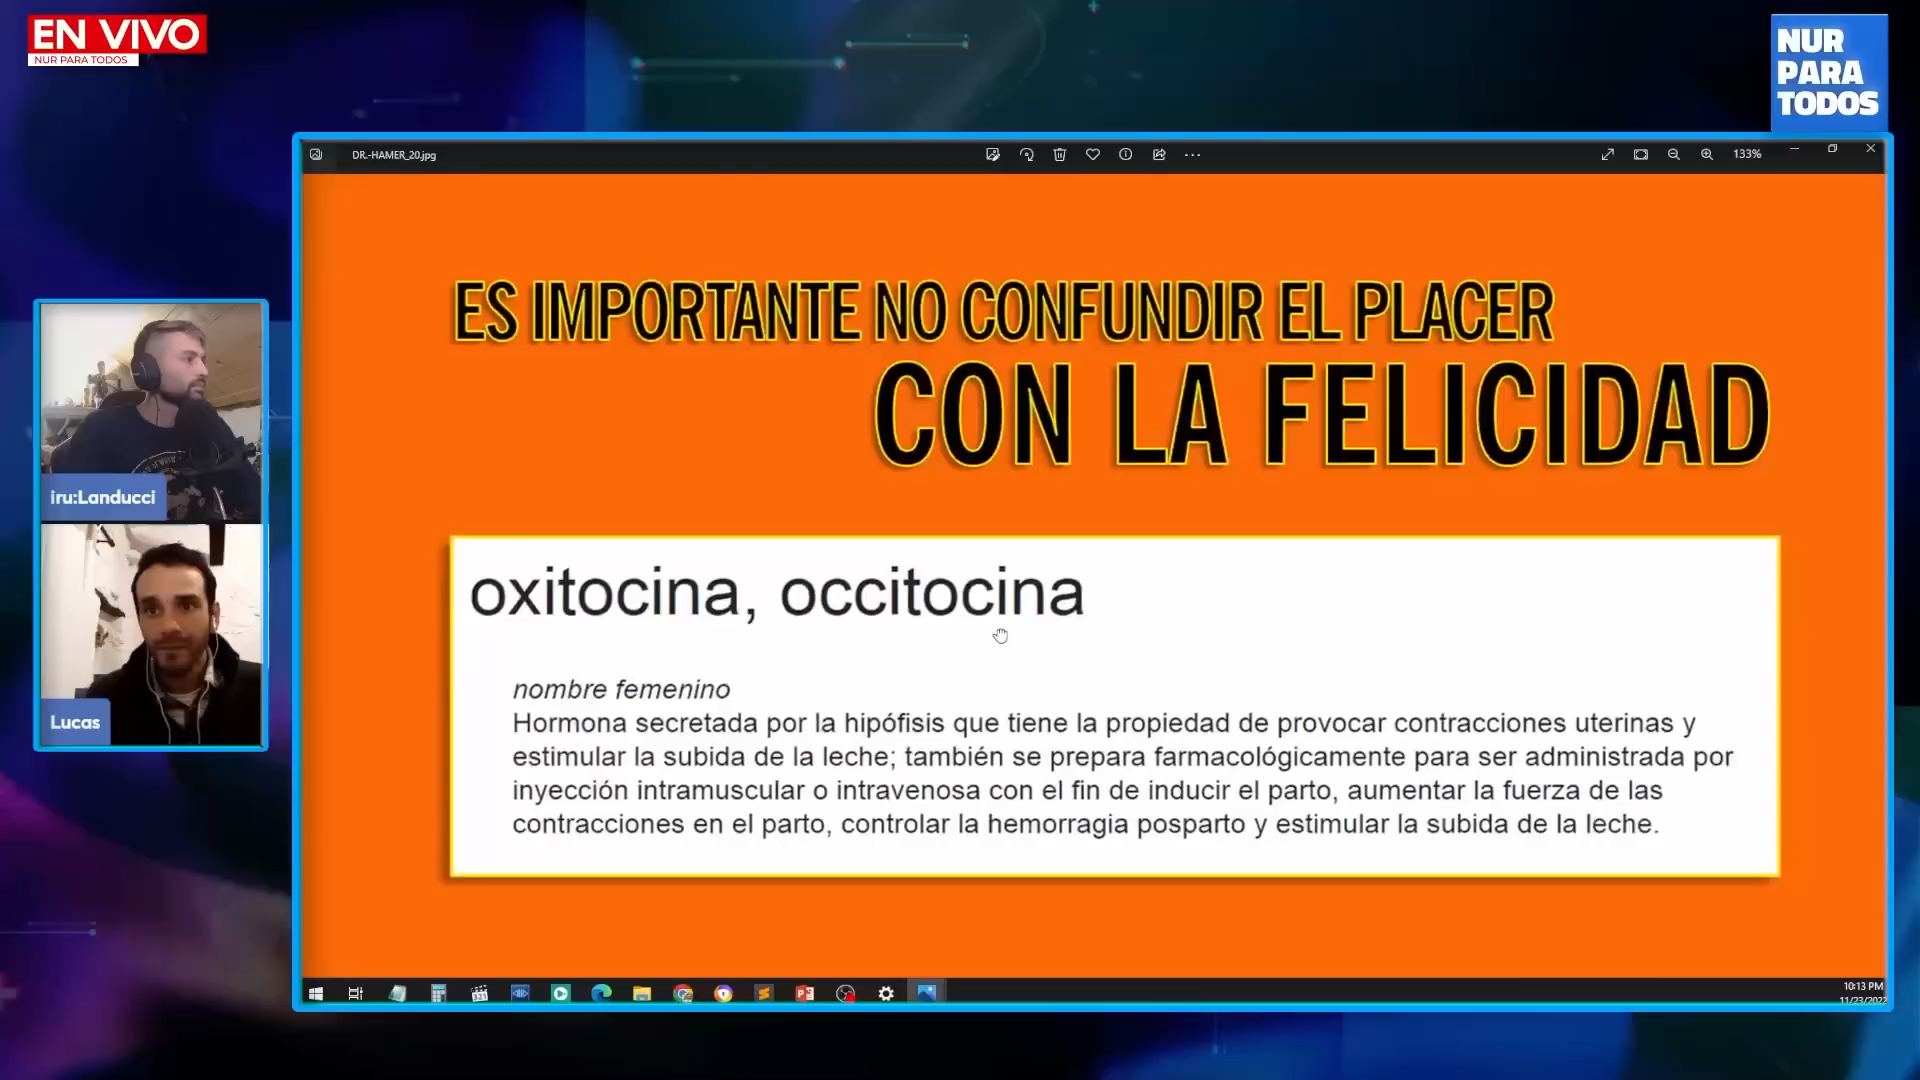 EN VIVO
NUR PARA TODOS
NUR
PARA
TODOS
DR.-HAMER_20.jpg
133%
ES IMPORTANTE NO CONFUNDIR EL PLACER
CON LA FELICIDAD
oxitocina, occitocina
nombre femenino
Hormona secretada por la hipófisis que tiene la propiedad de provocar contracciones uterinas y
estimular la subida de la leche; también se prepara farmacológicamente para ser administrada por
inyección intramuscular o intravenosa con el fin de inducir el parto, aumentar la fuerza de las
contracciones en el parto, controlar la hemorragia posparto y estimular la subida de la leche.
iru:Landucci
Lucas
321
10:13 PM